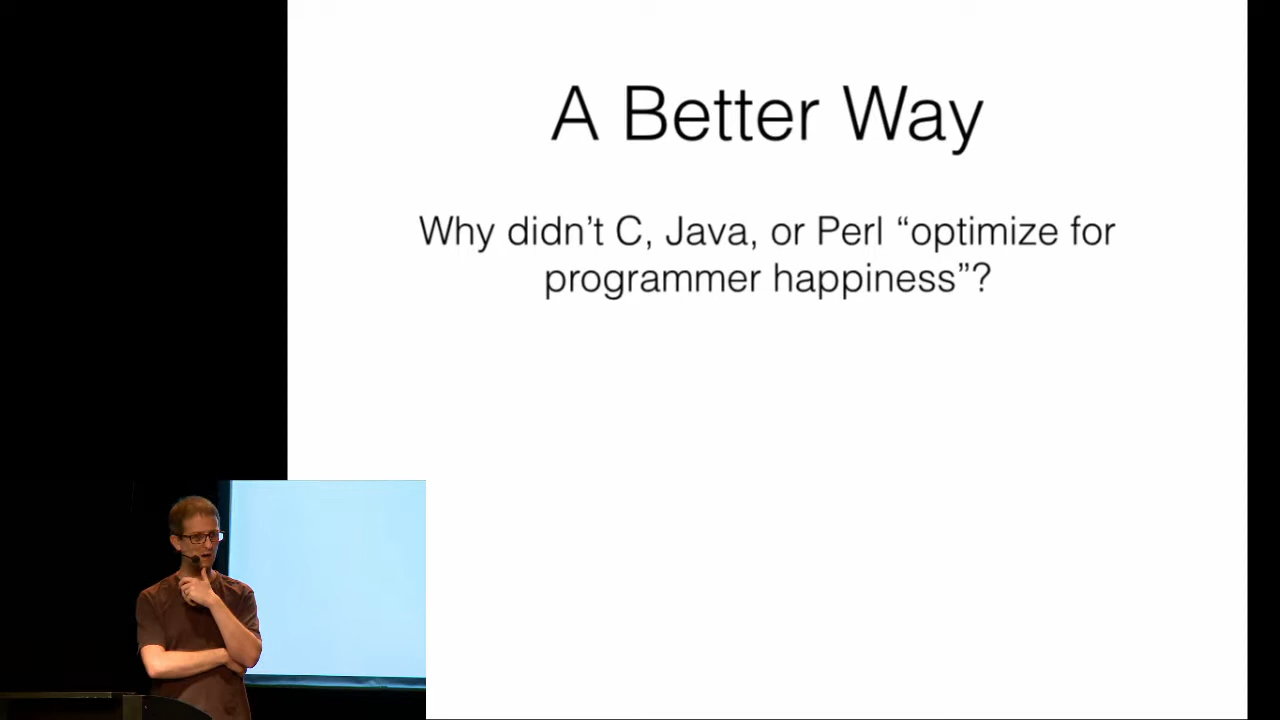 A Better Way
Why didn’t C, Java, or Perl “optimize for
programmer happiness”?